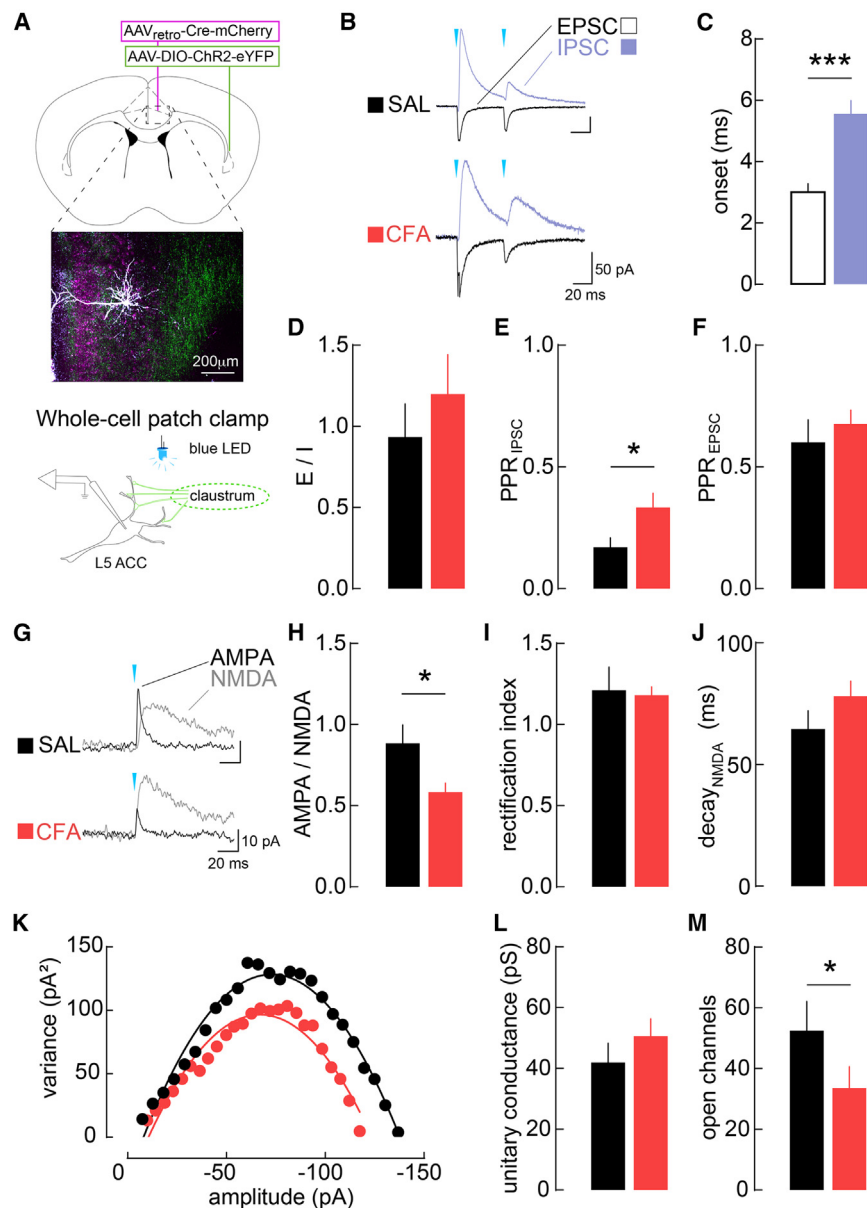 A
AAVretro-Cre-mCherry
AAV-DIO-ChR2-eYFP
200µm
Whole-cell patch clamp
blue LED
claustrum
L5 ACC
B
EPSC
IPSC
SAL
CFA
50 pA
20 ms
C
***
onset (ms)
8
6
4
2
0
D
E / I
1.5
1.0
0.5
0.0
E
PPR IPSC
1.0
0.5
0.0
*
F
PPR EPSC
1.0
0.5
0.0
G
AMPA
NMDA
SAL
CFA
10 pA
20 ms
H
AMPA / NMDA
1.5
1.0
0.5
0.0
*
I
rectification index
1.5
1.0
0.5
0.0
J
decayNMDA (ms)
100
50
0
K
variance (pA²)
150
100
50
0
0 -50 -100 -150
amplitude (pA)
L
unitary conductance (pS)
80
60
40
20
0
M
open channels
80
60
40
20
0
*